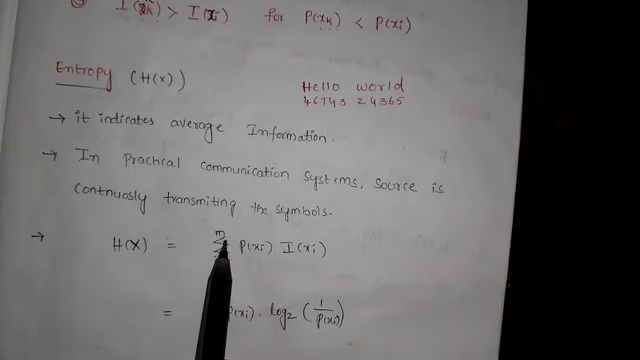 I(xk) > I(xi) for P(xk) < P(xi)
Entropy (H(x))
Hello world
46743 24365
→ it indicates average Information.
→ In practical communication systems, source is
contnuosly transmiting the symbols.
→ H(X) = m Σ P(xi) I(xi)
= P(xi) . log2 (1/P(xi))